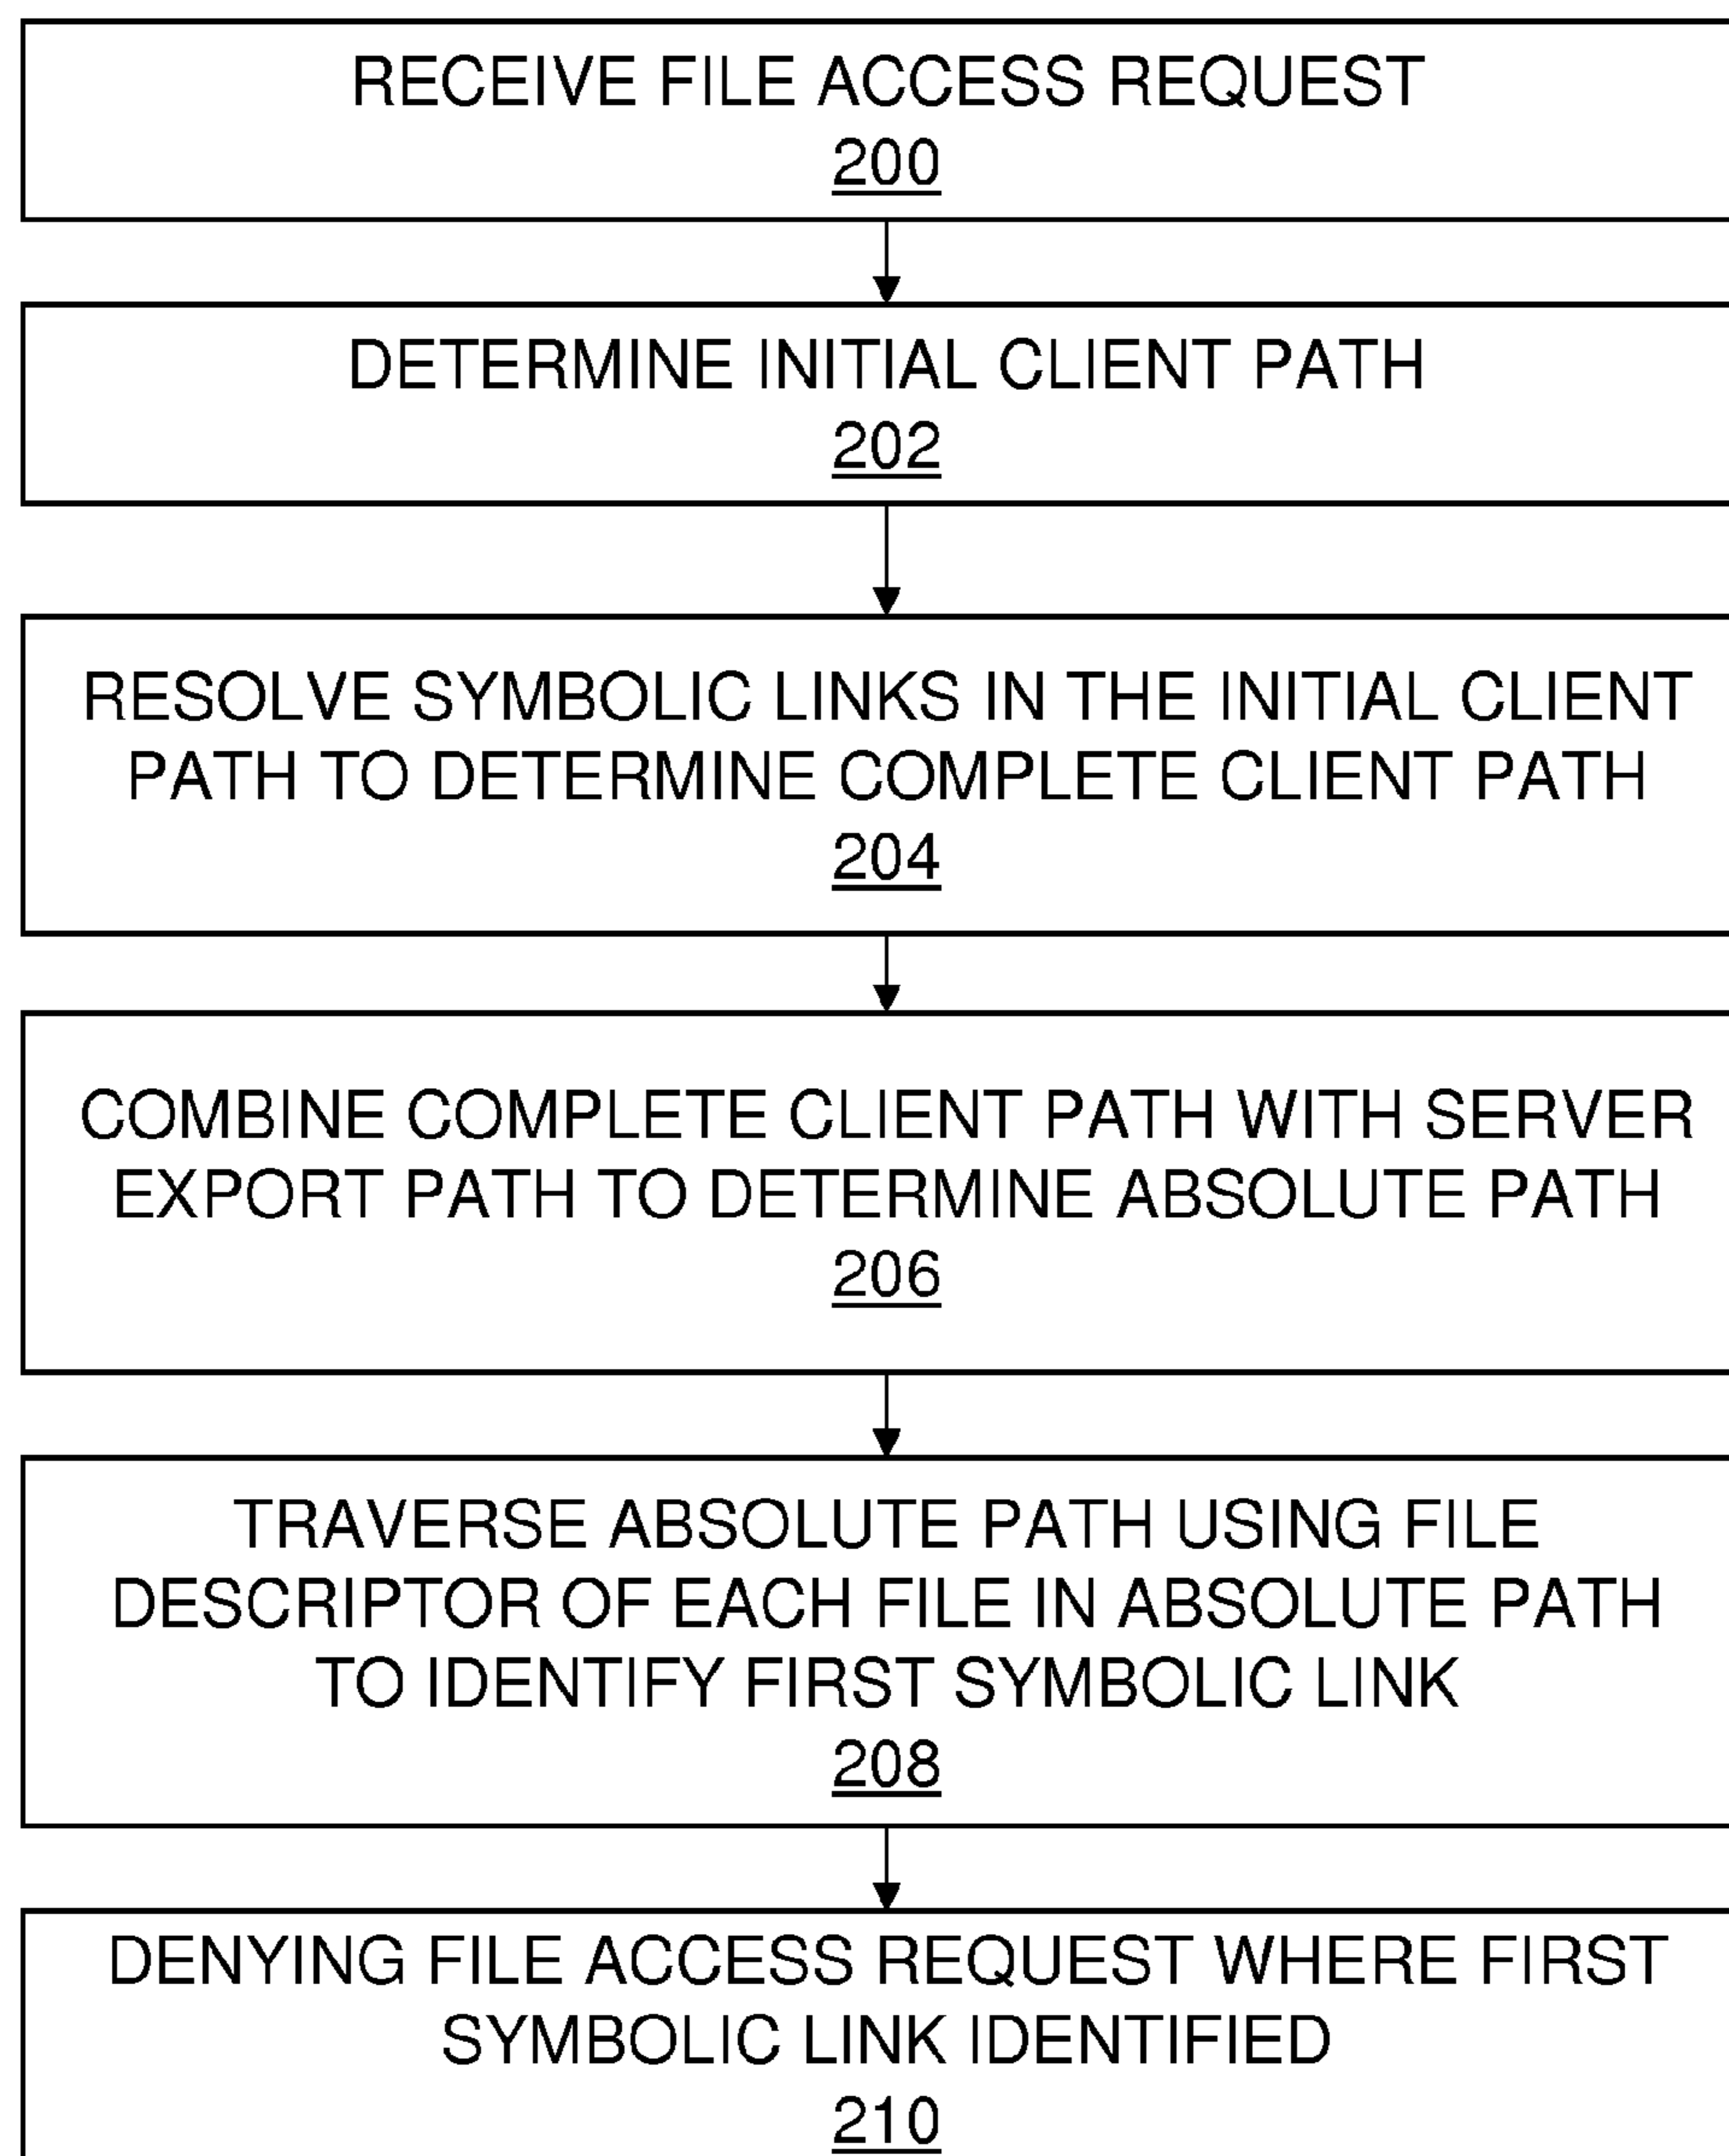 RECEIVE FILE ACCESS REQUEST
200
DETERMINE INITIAL CLIENT PATH
202
RESOLVE SYMBOLIC LINKS IN THE INITIAL CLIENT
PATH TO DETERMINE COMPLETE CLIENT PATH
204
COMBINE COMPLETE CLIENT PATH WITH SERVER
EXPORT PATH TO DETERMINE ABSOLUTE PATH
206
TRAVERSE ABSOLUTE PATH USING FILE
DESCRIPTOR OF EACH FILE IN ABSOLUTE PATH
TO IDENTIFY FIRST SYMBOLIC LINK
208
DENYING FILE ACCESS REQUEST WHERE FIRST
SYMBOLIC LINK IDENTIFIED
210